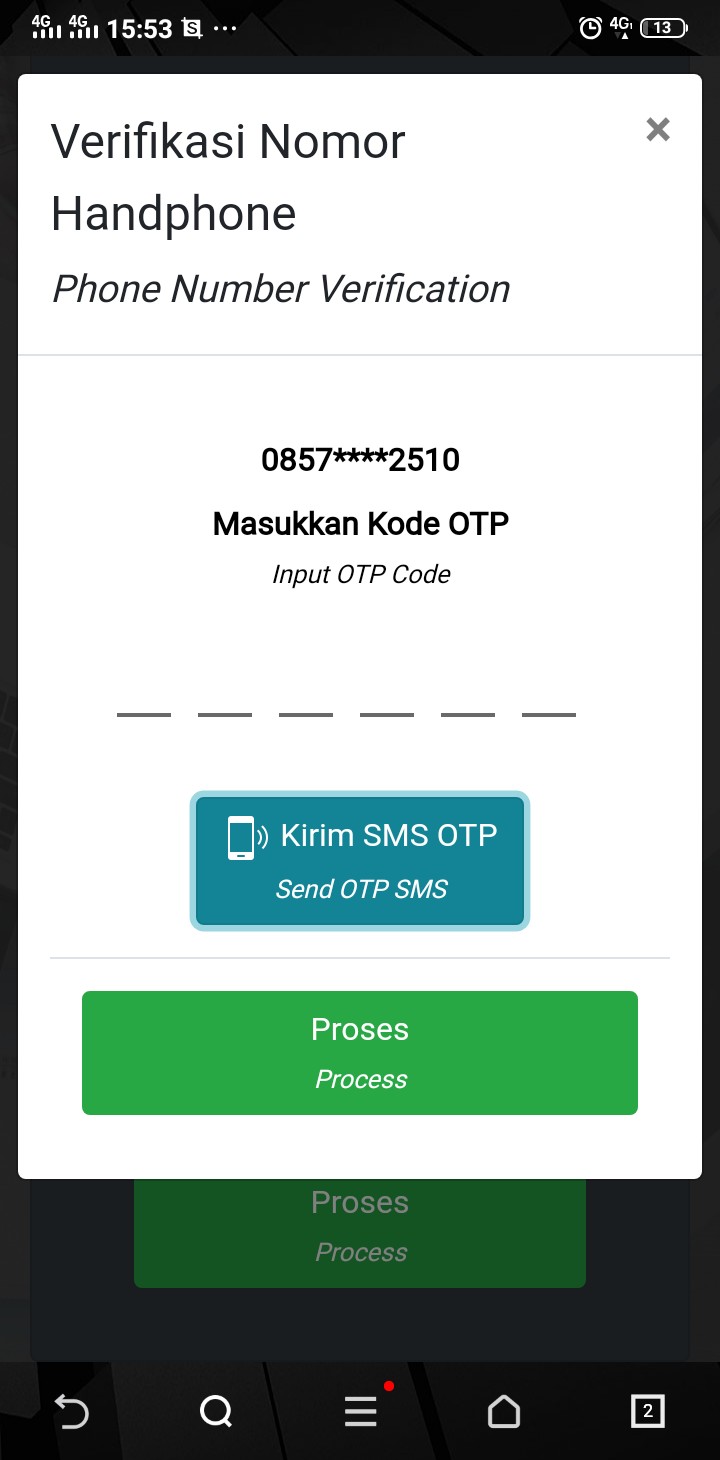 4G 4G 15:53 4G 13
Verifikasi Nomor
Handphone
Phone Number Verification
0857****2510
Masukkan Kode OTP
Input OTP Code
Kirim SMS OTP
Send OTP SMS
Proses
Process
Proses
Process
2